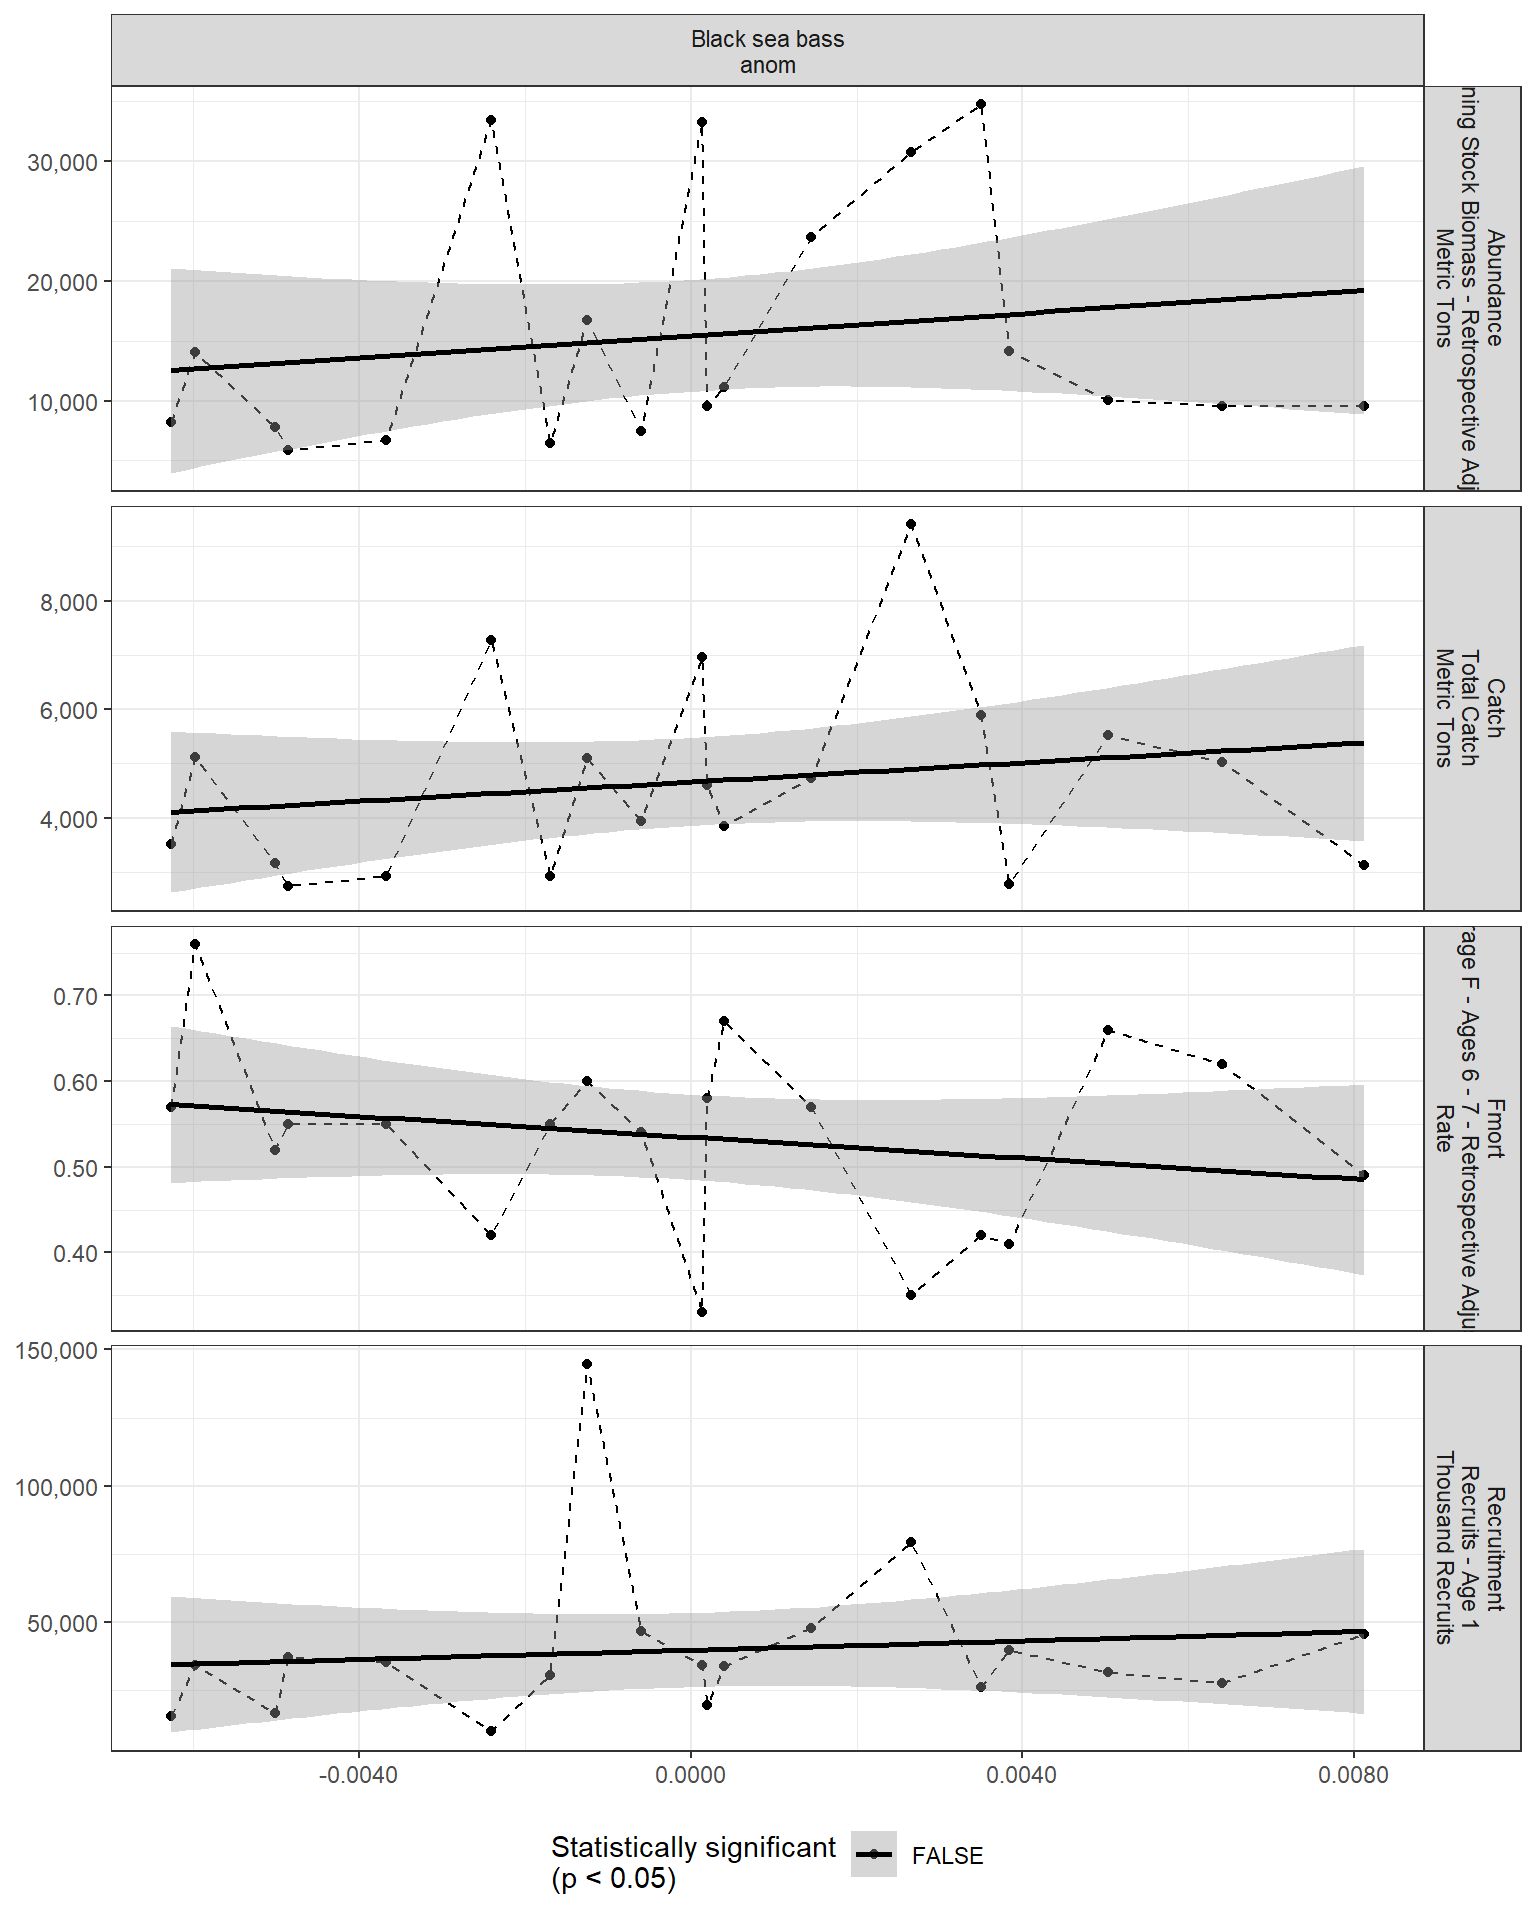 Black sea bass
anom
30,000
20,000
10,000
Abundance
ning Stock Biomass - Retrospective Adj
Metric Tons
8,000
6,000
4,000
Catch
Total Catch
Metric Tons
0.70
0.60
0.50
0.40
Fmort
rage F - Ages 6 - 7 - Retrospective Adju
Rate
150,000
100,000
50,000
Recruitment
Recruits - Age 1
Thousand Recruits
-0.0040
0.0000
0.0040
0.0080
Statistically significant
(p < 0.05)
FALSE